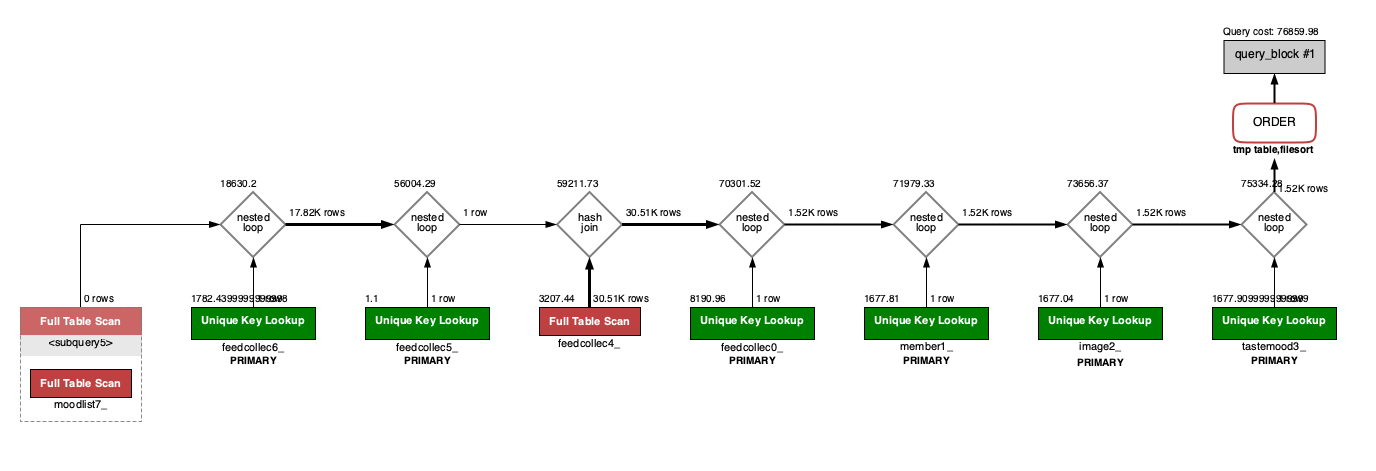 Query cost: 76859.98
query_block #1
ORDER
tmp table,filesort
18630.2
56004.29
59211.73
70301.52
71979.33
73656.37
75334.28
1.52K rows
nested loop
17.82K rows
nested loop
1 row
hash join
30.51K rows
nested loop
1.52K rows
nested loop
1.52K rows
nested loop
1.52K rows
nested loop
0 rows
1 row
1.1
1 row
3207.44
30.51K rows
8190.96
1 row
1677.81
1 row
1677.04
1 row
Full Table Scan
<subquery5>
Full Table Scan
moodlist7_
Unique Key Lookup
feedcollec6_
PRIMARY
Unique Key Lookup
feedcollec5_
PRIMARY
Full Table Scan
feedcollec4_
Unique Key Lookup
feedcollec0_
PRIMARY
Unique Key Lookup
member1_
PRIMARY
Unique Key Lookup
image2_
PRIMARY
Unique Key Lookup
tastemood3_
PRIMARY